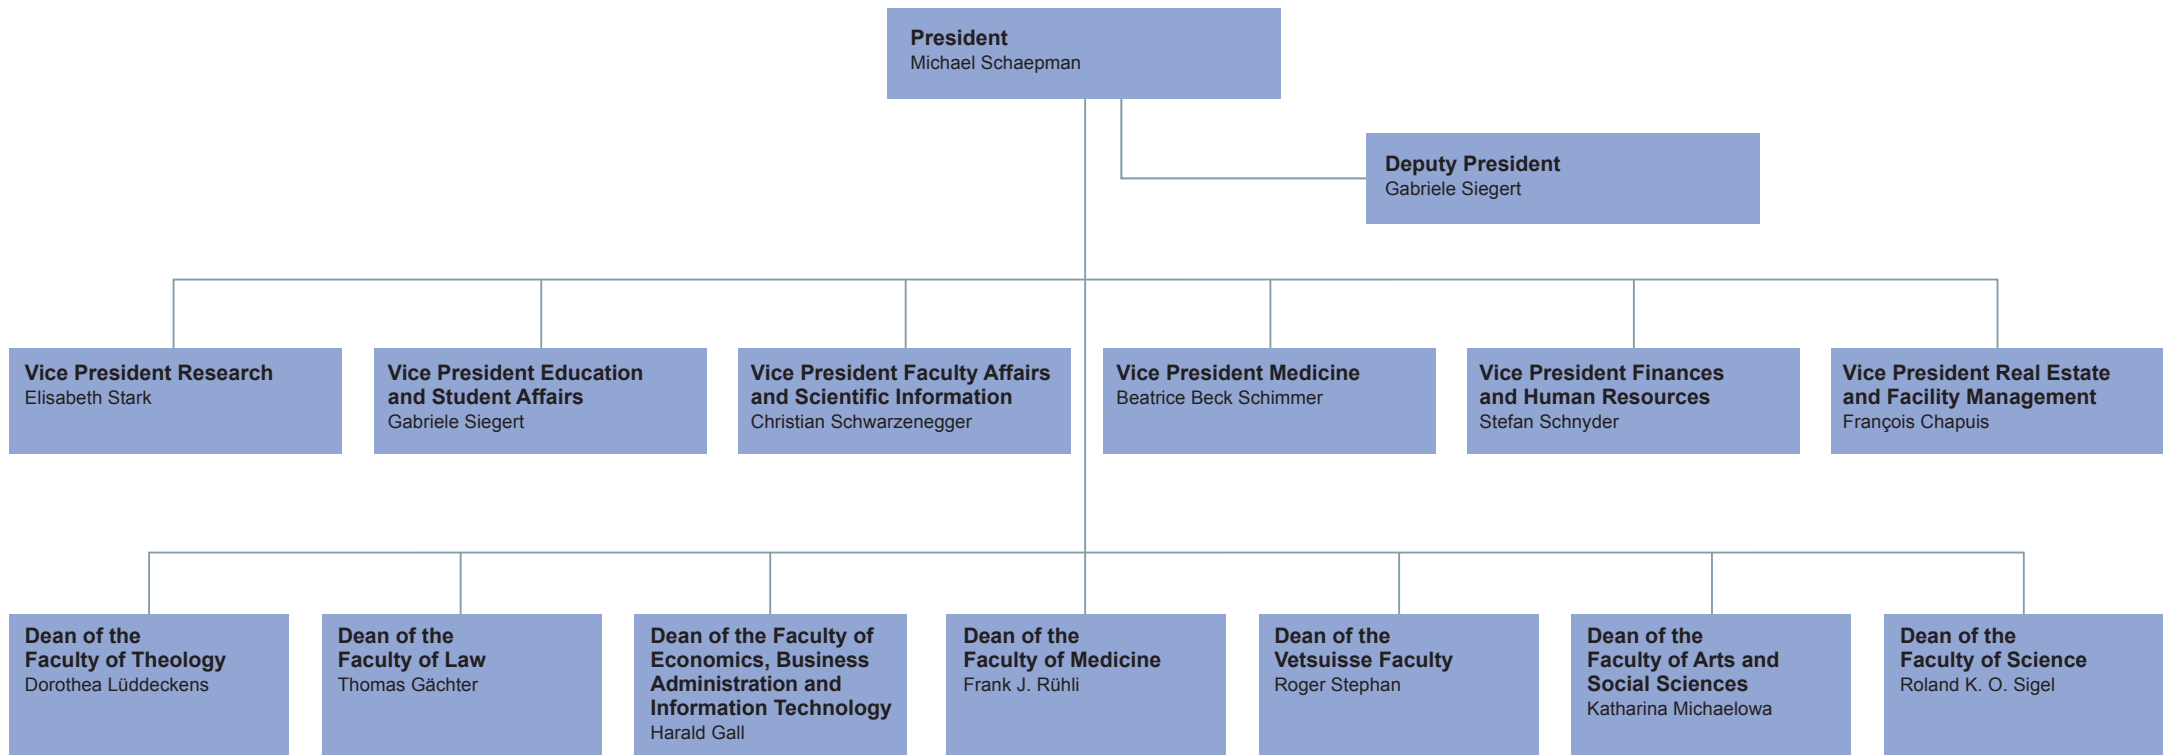 President
Michael Schaepman
Deputy President
Gabriele Siegert
Vice President Research
Elisabeth Stark
Vice President Education
and Student Affairs
Gabriele Siegert
Vice President Faculty Affairs
and Scientific Information
Christian Schwarzenegger
Vice President Medicine
Beatrice Beck Schimmer
Vice President Finances
and Human Resources
Stefan Schnyder
Vice President Real Estate
and Facility Management
François Chapuis
Dean of the
Faculty of Theology
Dorothea Lüddeckens
Dean of the
Faculty of Law
Thomas Gächter
Dean of the Faculty of
Economics, Business
Administration and
Information Technology
Harald Gall
Dean of the
Faculty of Medicine
Frank J. Rühli
Dean of the
Vetsuisse Faculty
Roger Stephan
Dean of the
Faculty of Arts and
Social Sciences
Katharina Michaelowa
Dean of the
Faculty of Science
Roland K. O. Sigel